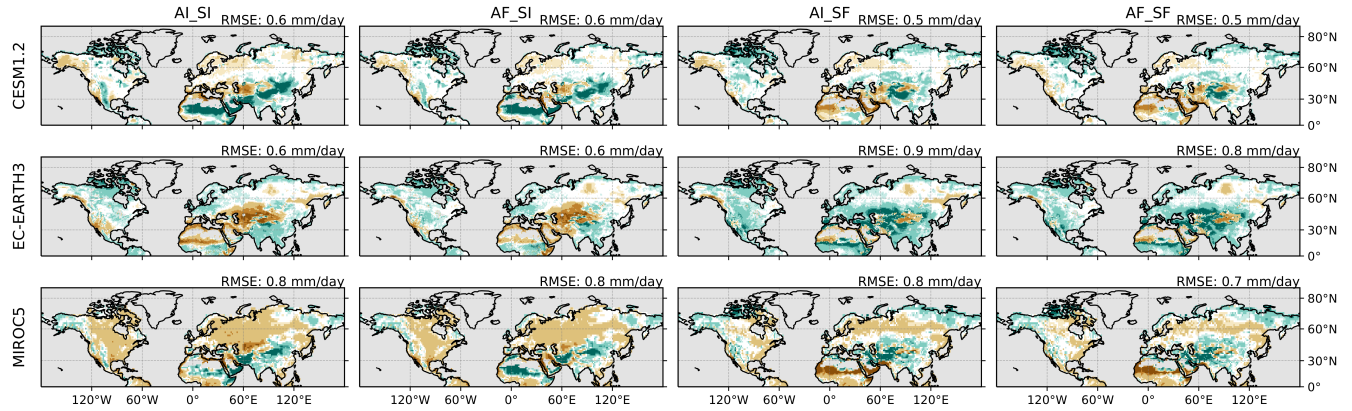 AI_SI AF_SI AI_SF AF_SF
RMSE: 0.6 mm/day RMSE: 0.6 mm/day RMSE: 0.5 mm/day RMSE: 0.5 mm/day
CESM1.2
80°N
60°N
30°N
0°
RMSE: 0.6 mm/day RMSE: 0.6 mm/day RMSE: 0.9 mm/day RMSE: 0.8 mm/day
EC-EARTH3
80°N
60°N
30°N
0°
RMSE: 0.8 mm/day RMSE: 0.8 mm/day RMSE: 0.8 mm/day RMSE: 0.7 mm/day
MIROC5
80°N
60°N
30°N
0°
120°W 60°W 0° 60°E 120°E 120°W 60°W 0° 60°E 120°E 120°W 60°W 0° 60°E 120°E 120°W 60°W 0° 60°E 120°E